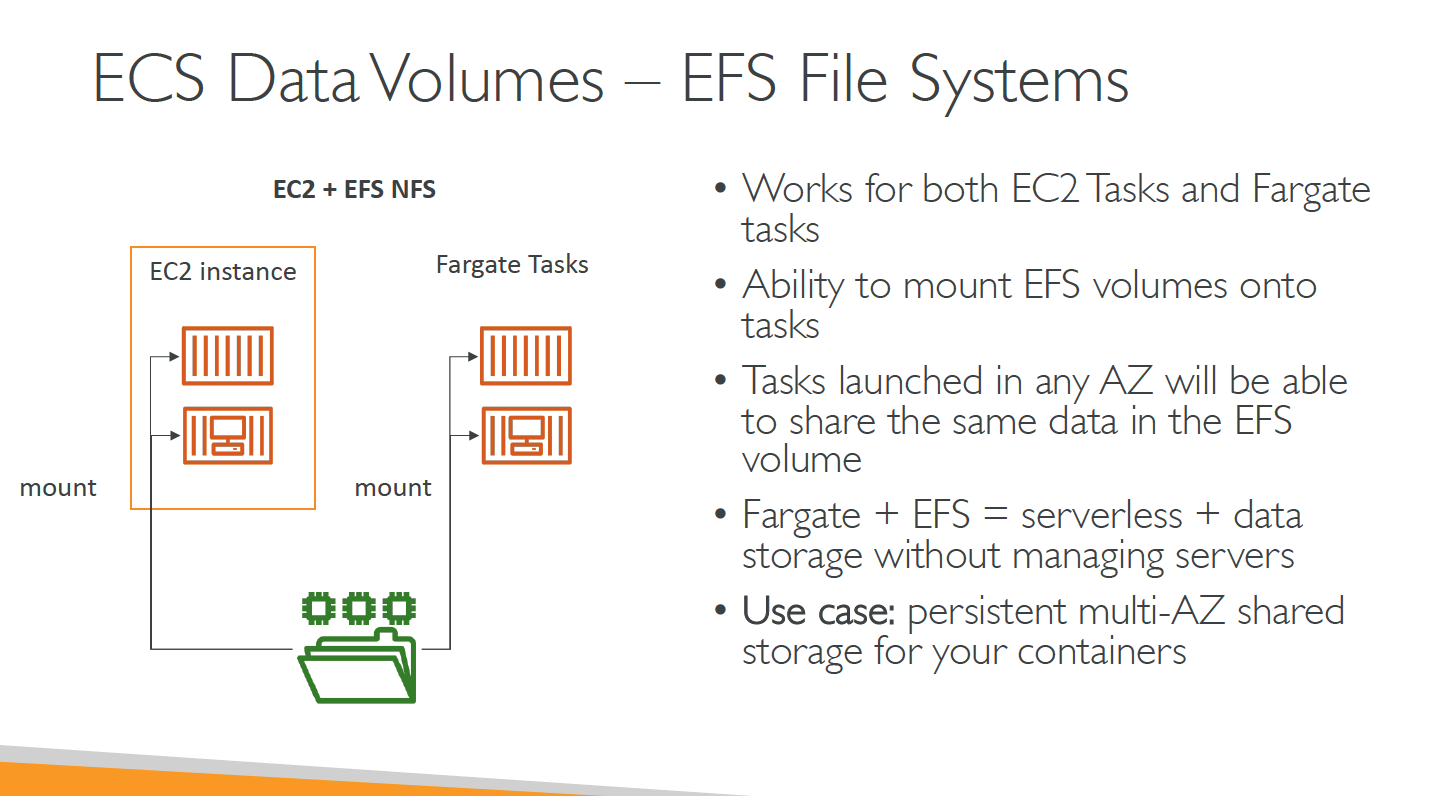 ECS Data Volumes – EFS File Systems
EC2 + EFS NFS
EC2 instance
Fargate Tasks
mount
mount
• Works for both EC2 Tasks and Fargate
tasks
• Ability to mount EFS volumes onto
tasks
• Tasks launched in any AZ will be able
to share the same data in the EFS
volume
• Fargate + EFS = serverless + data
storage without managing servers
• Use case: persistent multi-AZ shared
storage for your containers